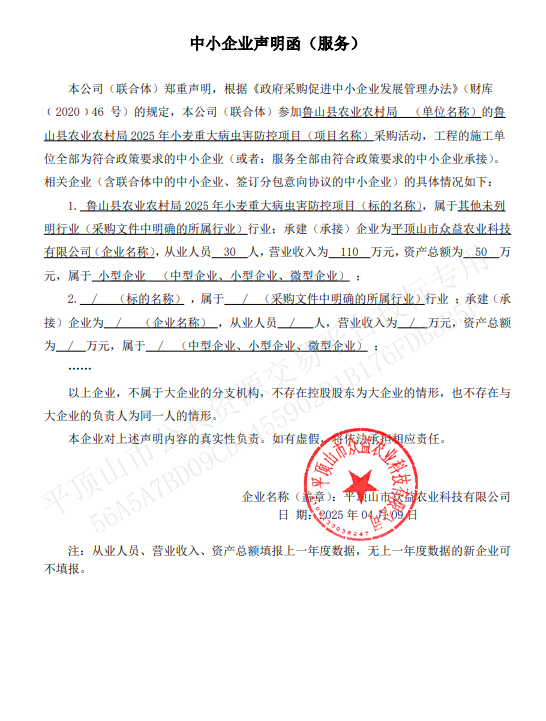 中小企业声明函（服务）
本公司（联合体）郑重声明，根据《政府采购促进中小企业发展管理办法》（财库
﹝2020﹞46 号）的规定，本公司（联合体）参加鲁山县农业农村局 （单位名称）的鲁
山县农业农村局 2025 年小麦重大病虫害防控项目（项目名称）采购活动，工程的施工单
位全部为符合政策要求的中小企业（或者：服务全部由符合政策要求的中小企业承接）。
相关企业（含联合体中的中小企业、签订分包意向协议的中小企业）的具体情况如下：
1. 鲁山县农业农村局 2025 年小麦重大病虫害防控项目（标的名称），属于其他未列
明行业（采购文件中明确的所属行业）行业；承建（承接）企业为平顶山市众益农业科技
有限公司（企业名称），从业人员 30 人，营业收入为 110 万元，资产总额为 50 万
元，属于 小型企业 （中型企业、小型企业、微型企业） ；
2. / （标的名称） ，属于 / （采购文件中明确的所属行业）行业 ；承建（承
接）企业为 / （企业名称） ，从业人员 / 人，营业收入为 / 万元，资产总额
为 / 万元，属于 / （中型企业、小型企业、微型企业） ；
……
以上企业，不属于大企业的分支机构，不存在控股股东为大企业的情形，也不存在与
大企业的负责人为同一人的情形。
本企业对上述声明内容的真实性负责。如有虚假，将依法承担相应责任。
企业名称（盖章）：平顶山市众益农业科技有限公司
日 期：2025 年 04 月 09 日
平顶山市众益农业科技有限公司
注：从业人员、营业收入、资产总额填报上一年度数据，无上一年度数据的新企业可
不填报。